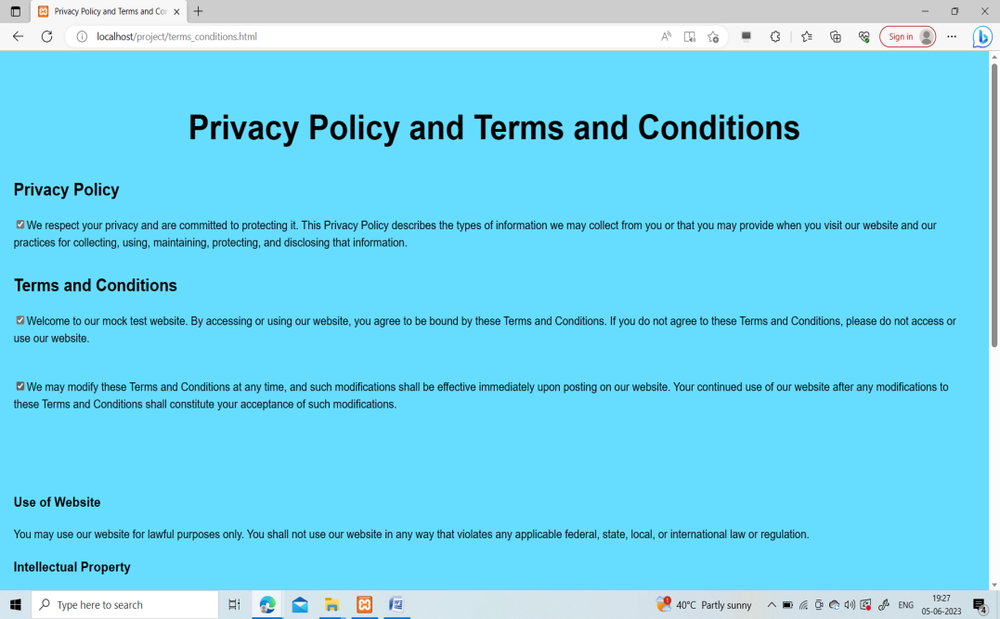 Privacy Policy and Terms and Cor
localhost/project/terms_conditions.html
Sign in
Privacy Policy and Terms and Conditions
Privacy Policy
We respect your privacy and are committed to protecting it. This Privacy Policy describes the types of information we may collect from you or that you may provide when you visit our website and our
practices for collecting, using, maintaining, protecting, and disclosing that information.
Terms and Conditions
Welcome to our mock test website. By accessing or using our website, you agree to be bound by these Terms and Conditions. If you do not agree to these Terms and Conditions, please do not access or
use our website.
We may modify these Terms and Conditions at any time, and such modifications shall be effective immediately upon posting on our website. Your continued use of our website after any modifications to
these Terms and Conditions shall constitute your acceptance of such modifications.
Use of Website
You may use our website for lawful purposes only. You shall not use our website in any way that violates any applicable federal, state, local, or international law or regulation.
Intellectual Property
Type here to search
1
40°C Partly sunny
ENG
19:27
05-06-2023
4